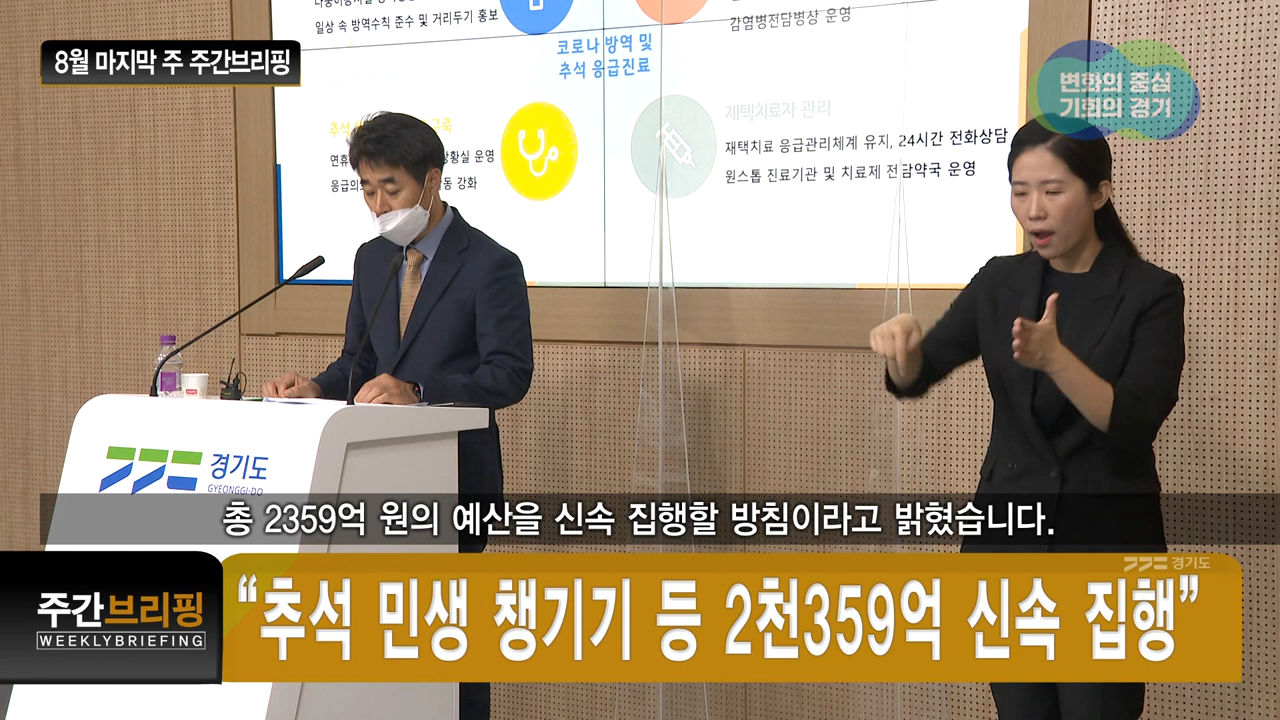 일상 속 방역수칙 준수 및 거리두기 홍보
감염병전담병상 운영
코로나 방역 및
추석 응급진료
8월 마지막 주 주간브리핑
변화의 중심
기회의 경기
추석
재택치료자 관리
상황실 운영
재택치료 응급관리체계 유지, 24시간 전화상담
강화
원스톱 진료기관 및 치료제 전담약국 운영
경기도
GYEONGGI-DO
총 2359억 원의 예산을 신속 집행할 방침이라고 밝혔습니다.
경기도
주간브리핑
WEEKLYBRIEFING
“추석 민생 챙기기 등 2천359억 신속 집행”